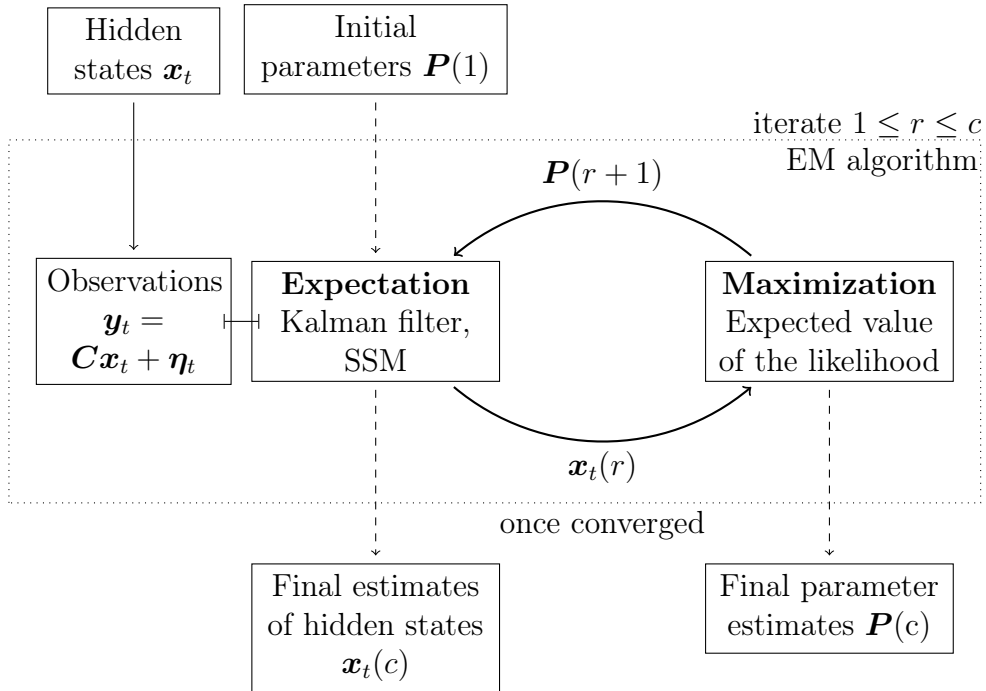 Hidden
states x_t
Initial
parameters P(1)
iterate 1 ≤ r ≤ c
EM algorithm
P(r + 1)
Observations
y_t =
Cx_t + η_t
Expectation
Kalman filter,
SSM
Maximization
Expected value
of the likelihood
x_t(r)
once converged
Final estimates
of hidden states
x_t(c)
Final parameter
estimates P(c)